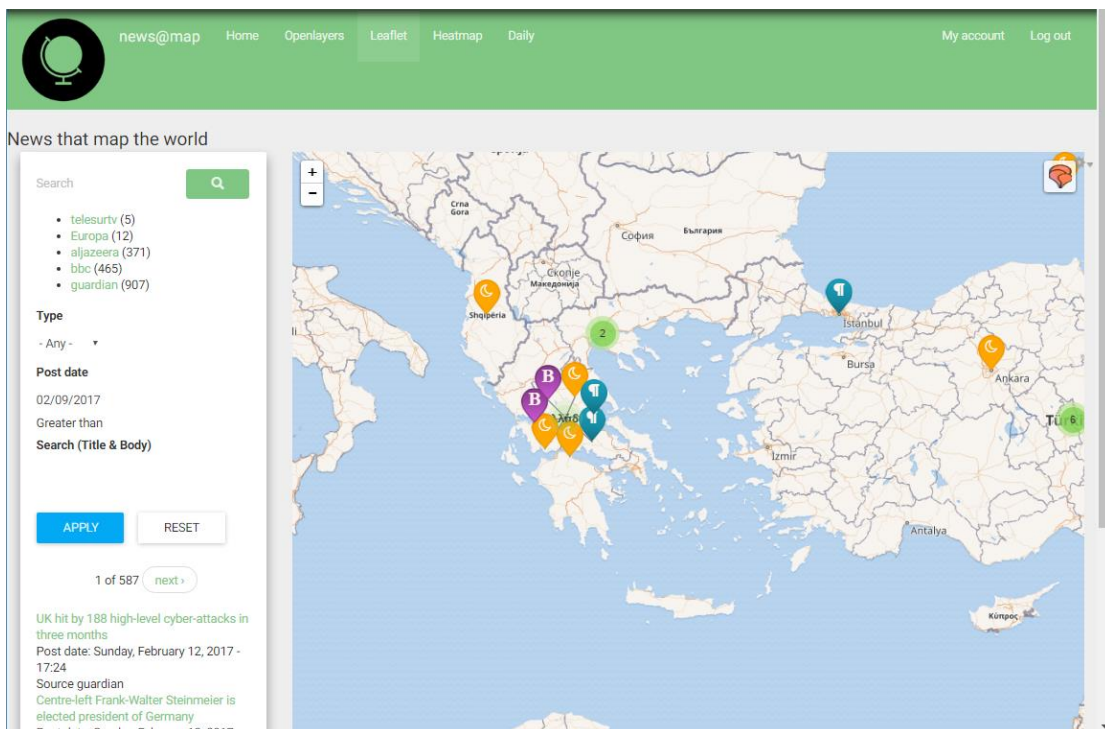 news@map Home Openlayers Leaflet Heatmap Daily My account Log out
News that map the world
Search
telesurtv (5)
Europa (12)
aljazeera (371)
bbc (465)
guardian (907)
Type
- Any -
Post date
02/09/2017
Greater than
Search (Title & Body)
APPLY RESET
1 of 587 next ›
UK hit by 188 high-level cyber-attacks in
three months
Post date: Sunday, February 12, 2017 -
17:24
Source guardian
Centre-left Frank-Walter Steinmeier is
elected president of Germany
+
−
Crna
Gora
София
България
Скопје
Македонија
Shqipëria
2
İstanbul
Bursa
Ankara
B
B
6
İzmir
Antalya
Κύπρος